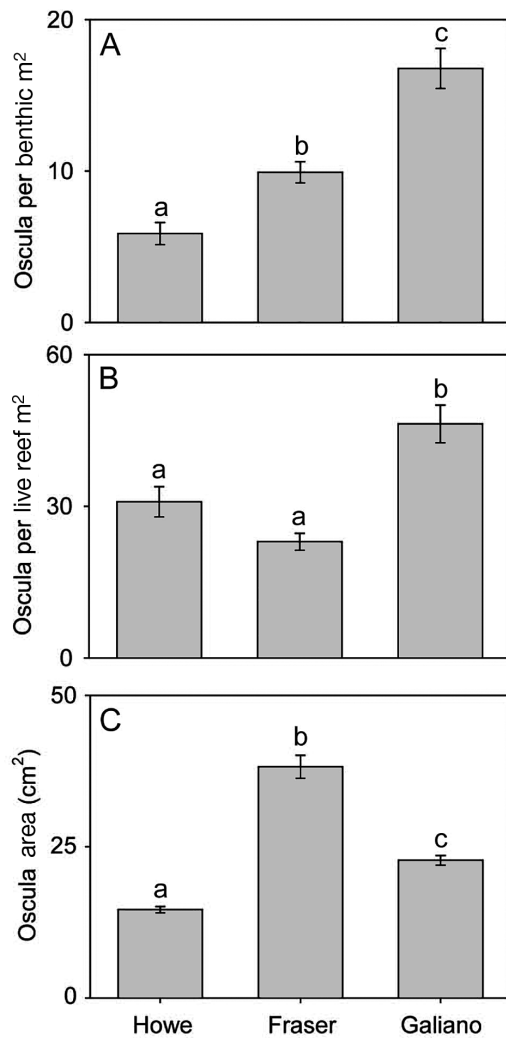 A
Oscula per benthic m²
20
10
0
a
b
c
B
Oscula per live reef m²
60
30
0
a
a
b
C
Oscula area (cm²)
50
25
0
a
b
c
Howe Fraser Galiano